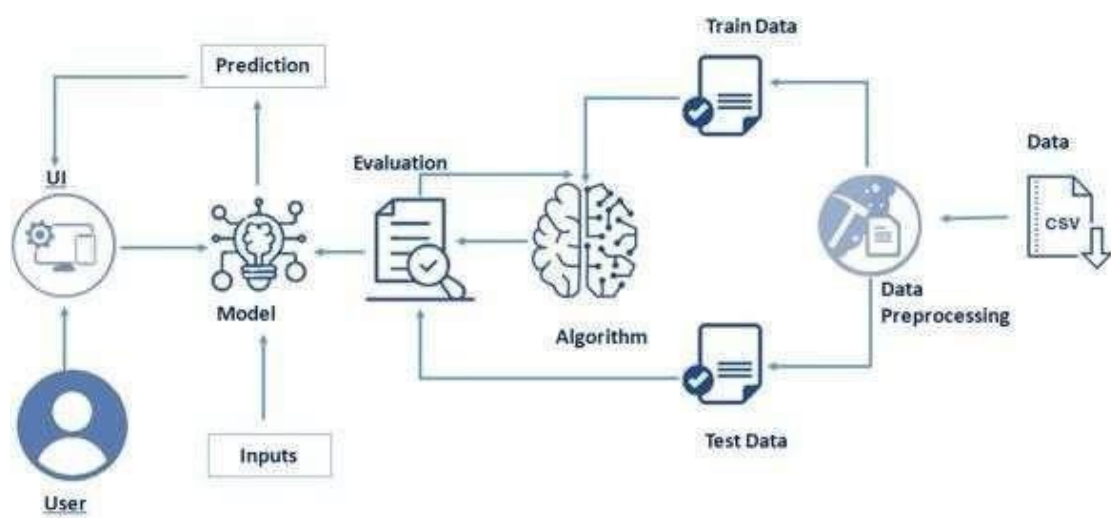 Train Data
Prediction
Data
Evaluation
UI
CSV
Model
Data
Preprocessing
Algorithm
Test Data
Inputs
User